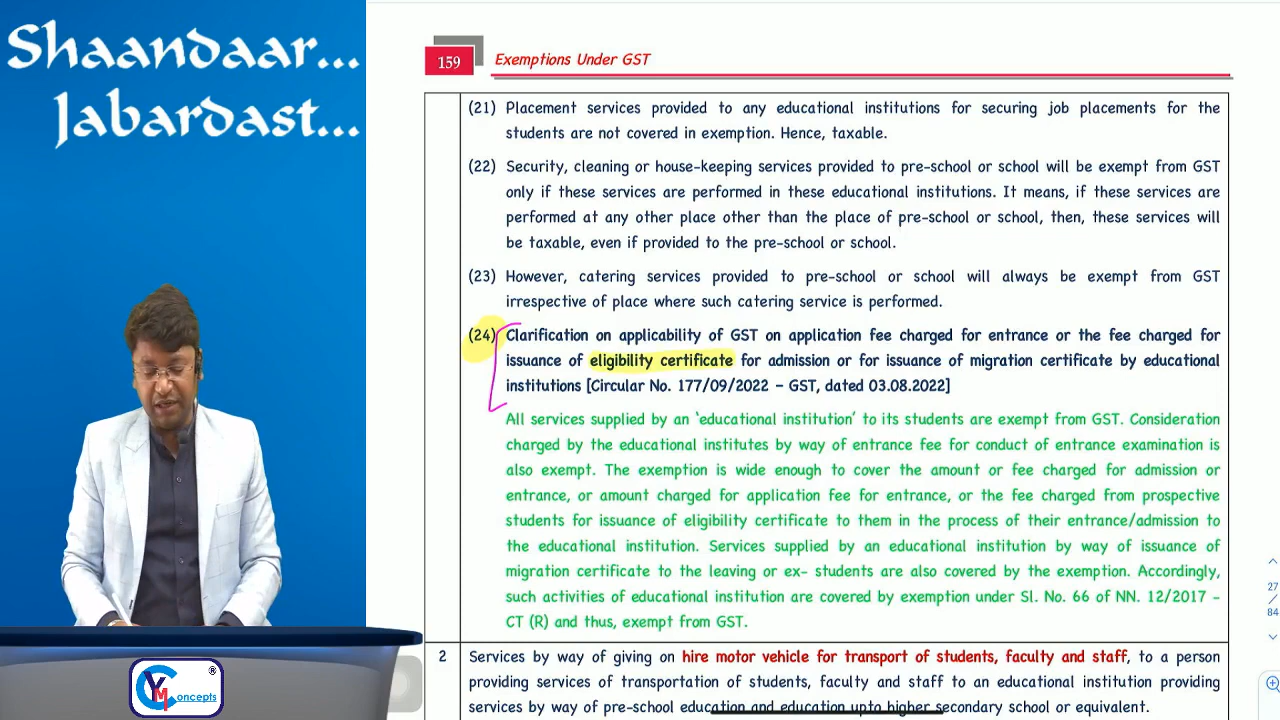 Shaandaar...
Jabardast...
159
Exemptions Under GST
(21) Placement services provided to any educational institutions for securing job placements for the
students are not covered in exemption. Hence, taxable.
(22) Security, cleaning or house-keeping services provided to pre-school or school will be exempt from GST
only if these services are performed in these educational institutions. It means, if these services are
performed at any other place other than the place of pre-school or school, then, these services will
be taxable, even if provided to the pre-school or school.
(23) However, catering services provided to pre-school or school will always be exempt from GST
irrespective of place where such catering service is performed.
(24) Clarification on applicability of GST on application fee charged for entrance or the fee charged for
issuance of eligibility certificate for admission or for issuance of migration certificate by educational
institutions [Circular No. 177/09/2022 – GST, dated 03.08.2022]
All services supplied by an ‘educational institution’ to its students are exempt from GST. Consideration
charged by the educational institutes by way of entrance fee for conduct of entrance examination is
also exempt. The exemption is wide enough to cover the amount or fee charged for admission or
entrance, or amount charged for application fee for entrance, or the fee charged from prospective
students for issuance of eligibility certificate to them in the process of their entrance/admission to
the educational institution. Services supplied by an educational institution by way of issuance of
migration certificate to the leaving or ex- students are also covered by the exemption. Accordingly,
such activities of educational institution are covered by exemption under Sl. No. 66 of NN. 12/2017 –
CT (R) and thus, exempt from GST.
2 Services by way of giving on hire motor vehicle for transport of students, faculty and staff, to a person
providing services of transportation of students, faculty and staff to an educational institution providing
services by way of pre-school education and education upto higher secondary school or equivalent.
27
/
84
YM Concepts
®